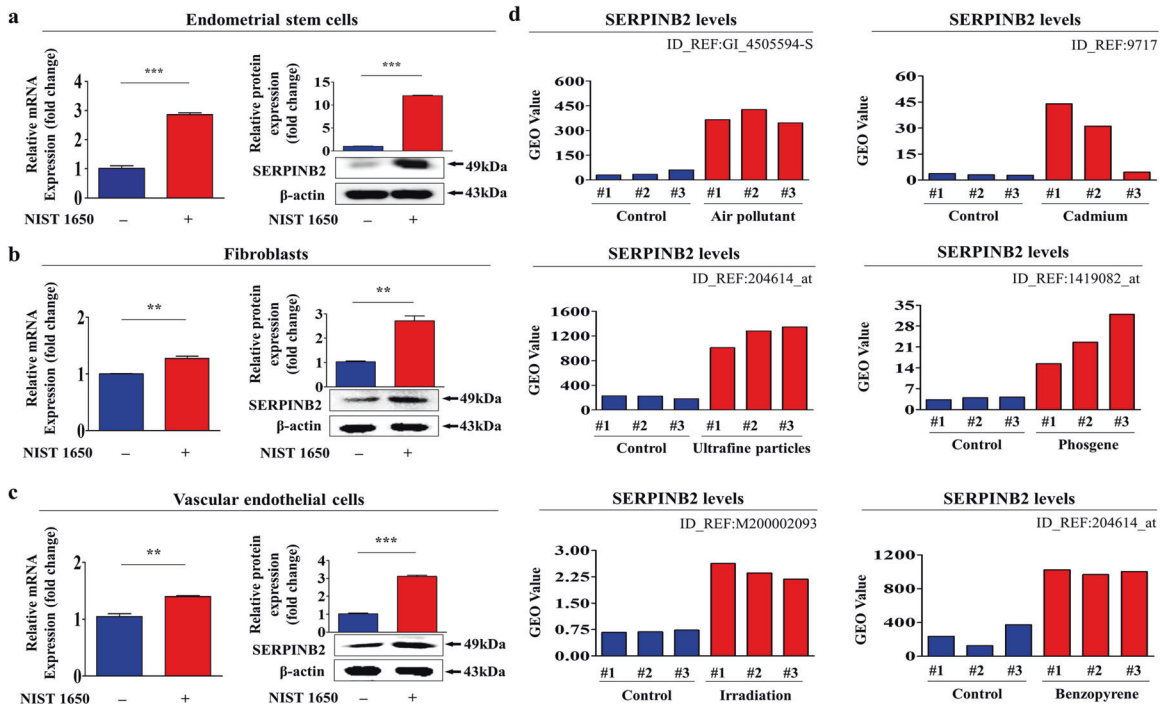 a
Endometrial stem cells
Relative mRNA
Expression (fold change)
4
3
2
1
0
***
NIST 1650
–
+
Relative protein
expression
(fold change)
15
10
5
0
***
SERPINB2
49kDa
β-actin
43kDa
NIST 1650
–
+
b
Fibroblasts
Relative mRNA
Expression (fold change)
2
1
0
**
NIST 1650
–
+
Relative protein
expression
(fold change)
3
2
1
0
**
SERPINB2
49kDa
β-actin
43kDa
NIST 1650
–
+
c
Vascular endothelial cells
Relative mRNA
Expression (fold change)
2
1
0
**
NIST 1650
–
+
Relative protein
expression
(fold change)
4
3
2
1
0
***
SERPINB2
49kDa
β-actin
43kDa
NIST 1650
–
+
d
SERPINB2 levels
ID_REF:GI_4505594-S
GEO Value
600
450
300
150
0
#1 #2 #3 #1 #2 #3
Control Air pollutant
SERPINB2 levels
ID_REF:9717
GEO Value
60
45
30
15
0
#1 #2 #3 #1 #2 #3
Control Cadmium
SERPINB2 levels
ID_REF:204614_at
GEO Value
1600
1200
800
400
0
#1 #2 #3 #1 #2 #3
Control Ultrafine particles
SERPINB2 levels
ID_REF:1419082_at
GEO Value
35
28
21
14
7
0
#1 #2 #3 #1 #2 #3
Control Phosgene
SERPINB2 levels
ID_REF:M200002093
GEO Value
3.00
2.25
1.50
0.75
0.00
#1 #2 #3 #1 #2 #3
Control Irradiation
SERPINB2 levels
ID_REF:204614_at
GEO Value
1200
800
400
0
#1 #2 #3 #1 #2 #3
Control Benzopyrene